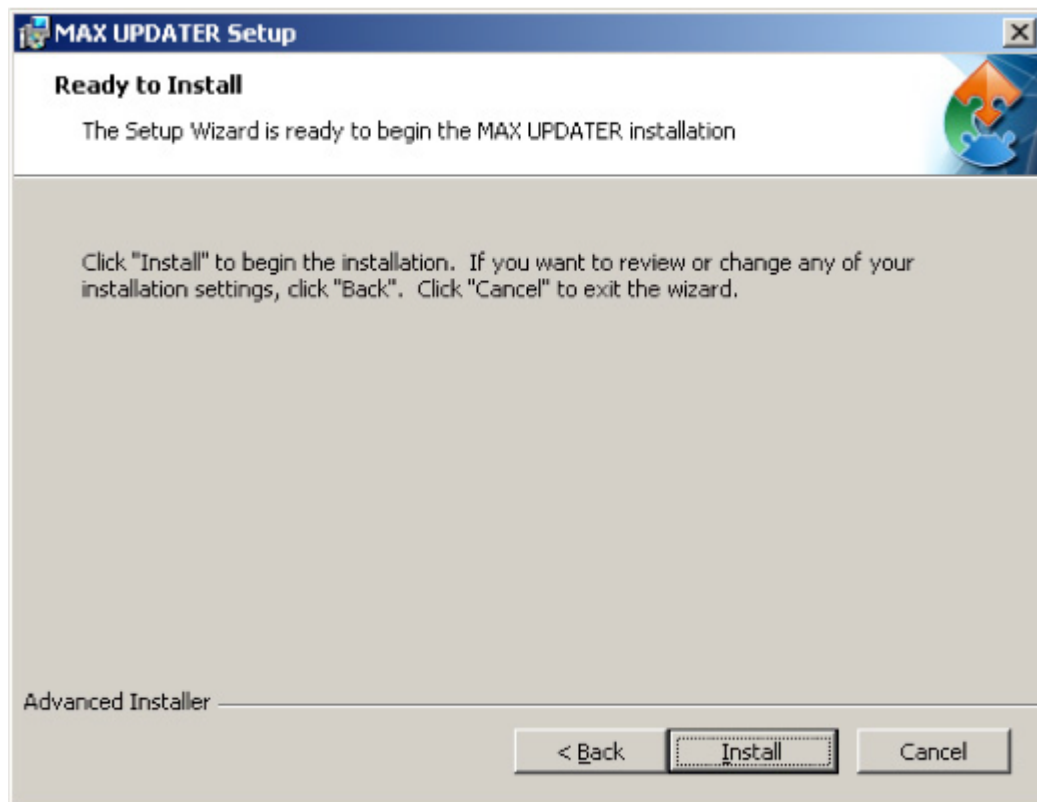 MAX UPDATER Setup
Ready to Install
The Setup Wizard is ready to begin the MAX UPDATER installation
Click "Install" to begin the installation.  If you want to review or change any of your
installation settings, click "Back".  Click "Cancel" to exit the wizard.
Advanced Installer
< Back
Install
Cancel